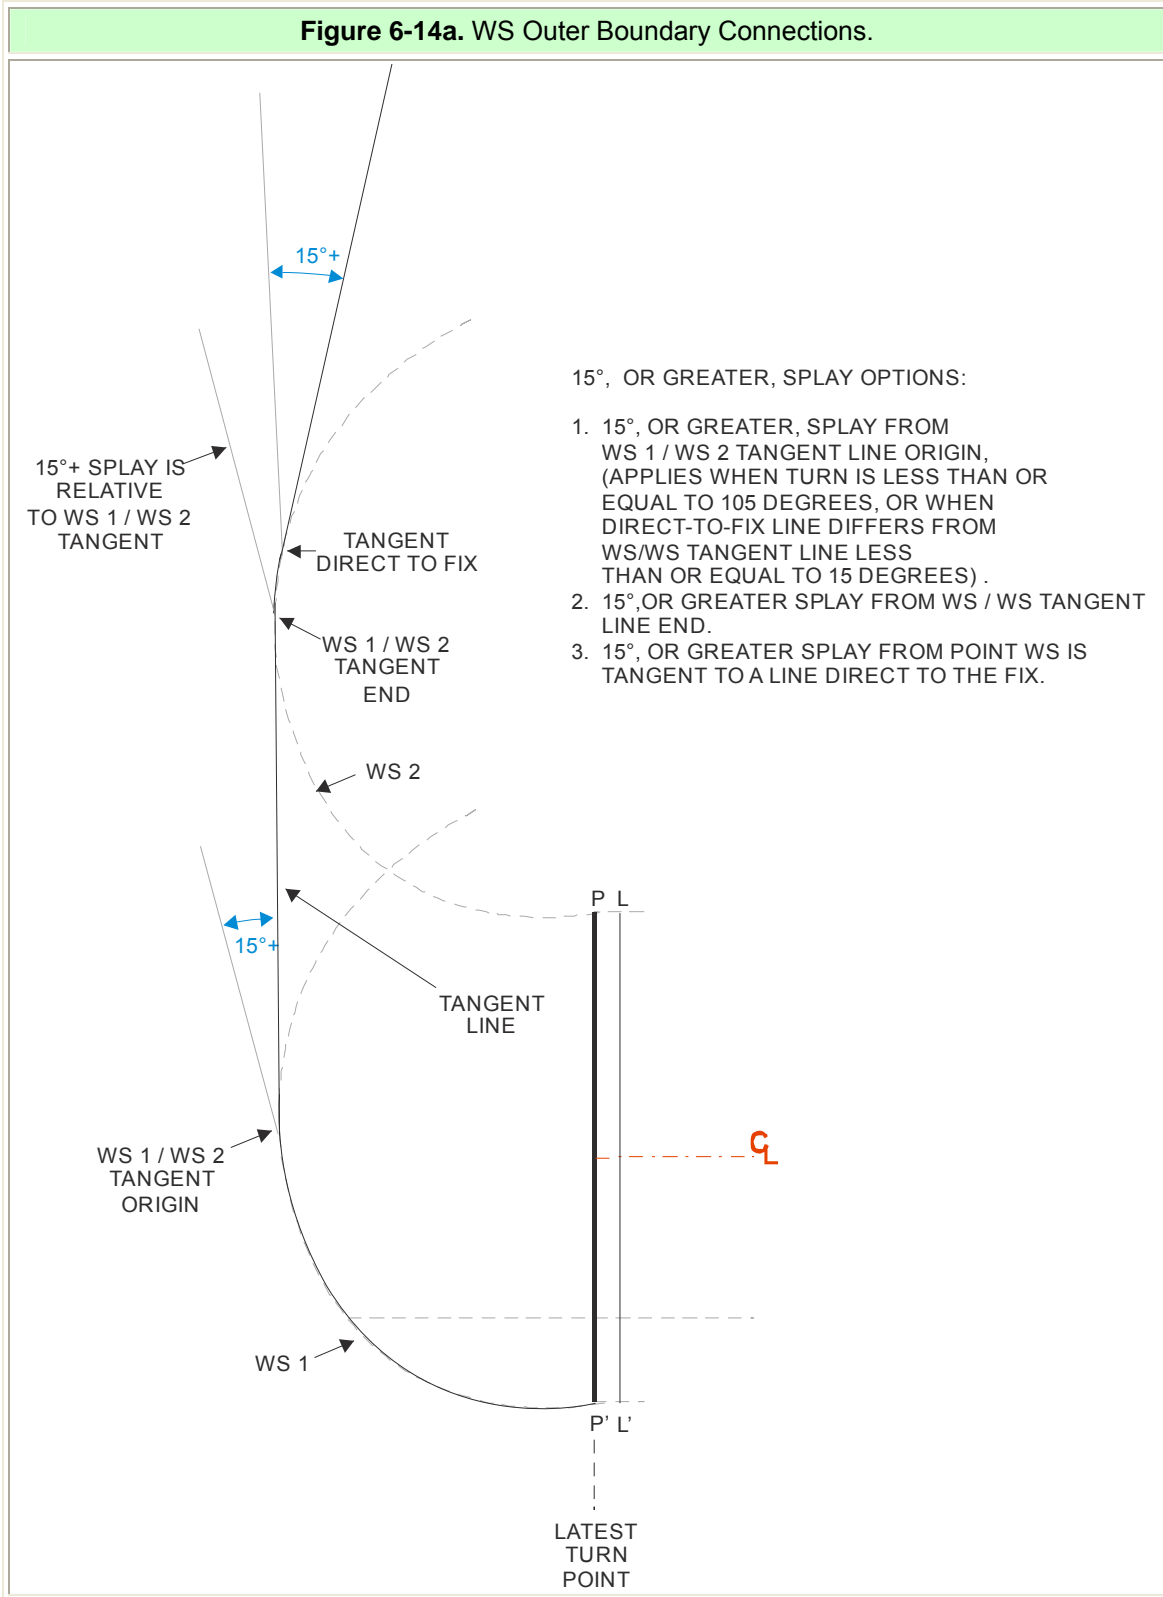 Figure 6-14a. WS Outer Boundary Connections.
15°+
15°, OR GREATER, SPLAY OPTIONS:
1. 15°, OR GREATER, SPLAY FROM
WS 1 / WS 2 TANGENT LINE ORIGIN,
(APPLIES WHEN TURN IS LESS THAN OR
EQUAL TO 105 DEGREES, OR WHEN
DIRECT-TO-FIX LINE DIFFERS FROM
WS/WS TANGENT LINE LESS
THAN OR EQUAL TO 15 DEGREES) .
2. 15°,OR GREATER SPLAY FROM WS / WS TANGENT
LINE END.
3. 15°, OR GREATER SPLAY FROM POINT WS IS
TANGENT TO A LINE DIRECT TO THE FIX.
15°+ SPLAY IS
RELATIVE
TO WS 1 / WS 2
TANGENT
TANGENT
DIRECT TO FIX
WS 1 / WS 2
TANGENT
END
WS 2
P L
15°+
TANGENT
LINE
CL
WS 1 / WS 2
TANGENT
ORIGIN
WS 1
P’ L’
LATEST
TURN
POINT